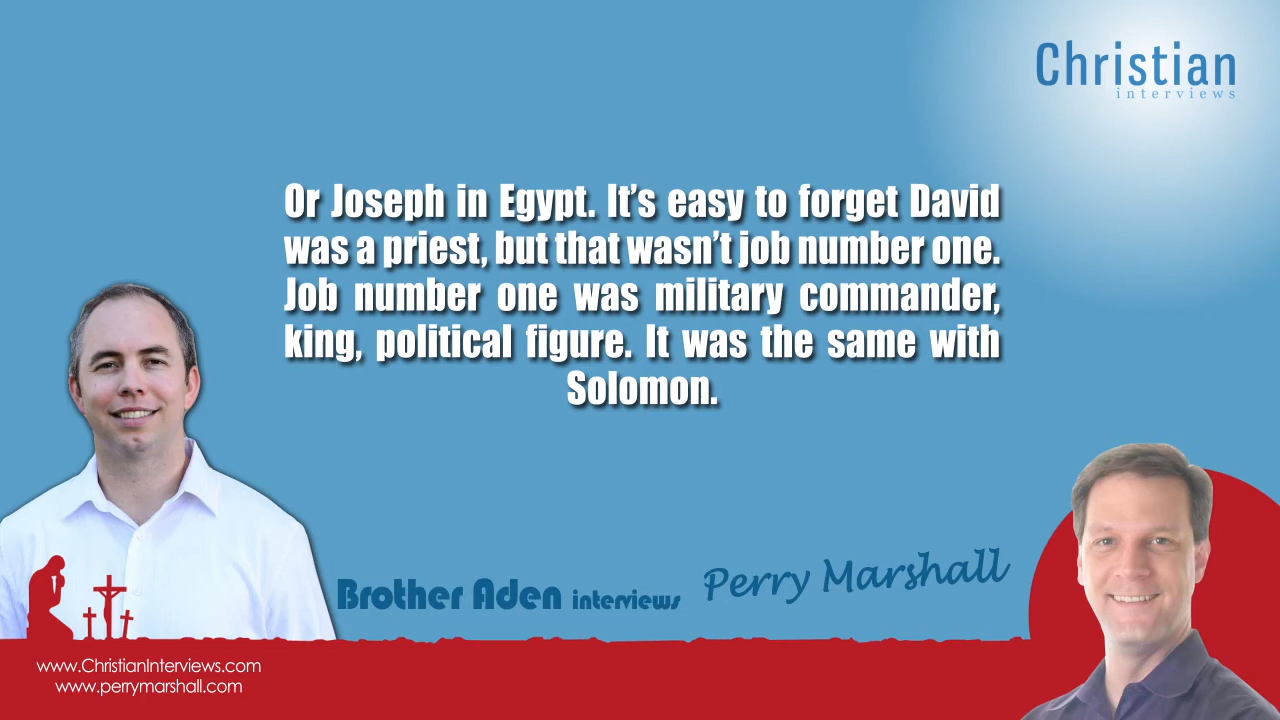 Christian
interviews
Or Joseph in Egypt. It’s easy to forget David
was a priest, but that wasn’t job number one.
Job number one was military commander,
king, political figure. It was the same with
Solomon.
Brother Aden interviews Perry Marshall
www.ChristianInterviews.com
www.perrymarshall.com